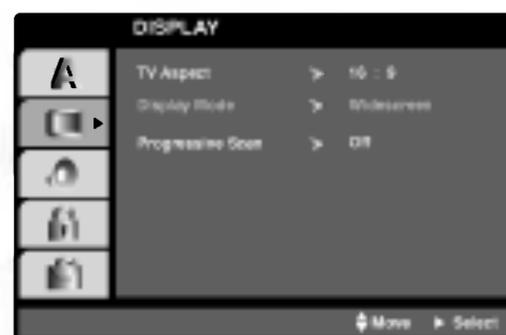 DISPLAY
A
TV Aspect 16 : 9
Display Mode Widescreen
Progressive Scan Off
Move Select